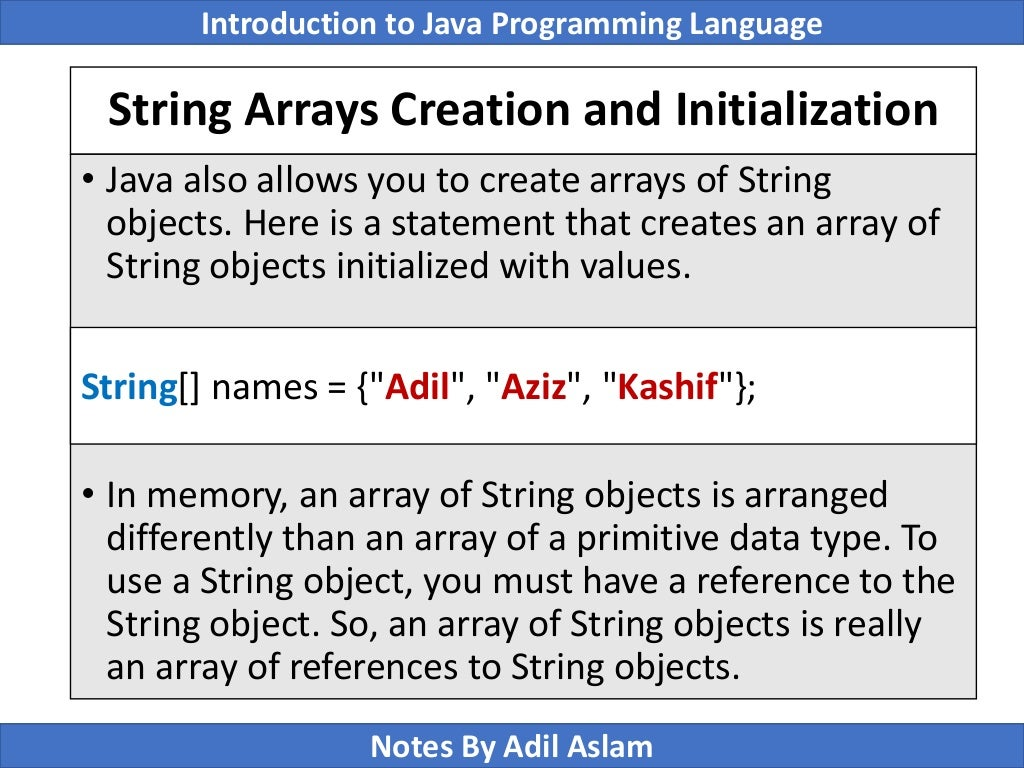 Introduction to Java Programming Language
String Arrays Creation and Initialization
• Java also allows you to create arrays of String
objects. Here is a statement that creates an array of
String objects initialized with values.
String[] names = {"Adil", "Aziz", "Kashif"};
• In memory, an array of String objects is arranged
differently than an array of a primitive data type. To
use a String object, you must have a reference to the
String object. So, an array of String objects is really
an array of references to String objects.
Notes By Adil Aslam